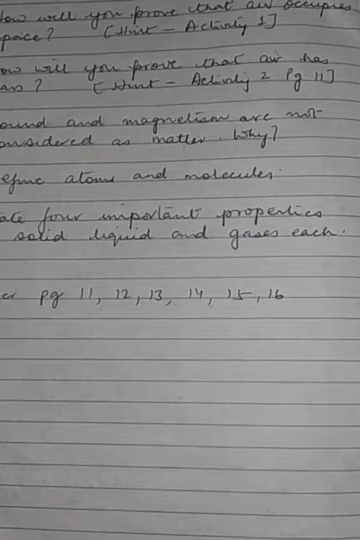 How will you prove that air occupies
pace? [Hint - Activity 1]
ow will you prove that air has
ass? [Hint - Activity 2 Pg 11]
ound and magnetism are not
onsidered as matter. Why?
efine atoms and molecules.
ate four important properties
solid liquid and gases each.
er pg 11, 12, 13, 14, 15, 16